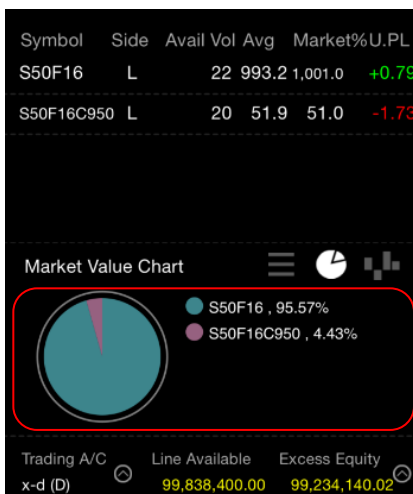 Symbol Side Avail Vol Avg Market %U.PL
S50F16 L 22 993.2 1,001.0 +0.79
S50F16C950 L 20 51.9 51.0 -1.73
Market Value Chart
S50F16 , 95.57%
S50F16C950 , 4.43%
Trading A/C Line Available Excess Equity
x-d (D) 99,838,400.00 99,234,140.02